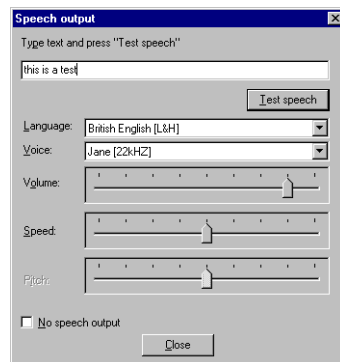 Speech output
Type text and press "Test speech"
this is a test
Test speech
Language: British English [L&H]
Voice: Jane [22kHZ]
Volume:
Speed:
Pitch:
No speech output
Close